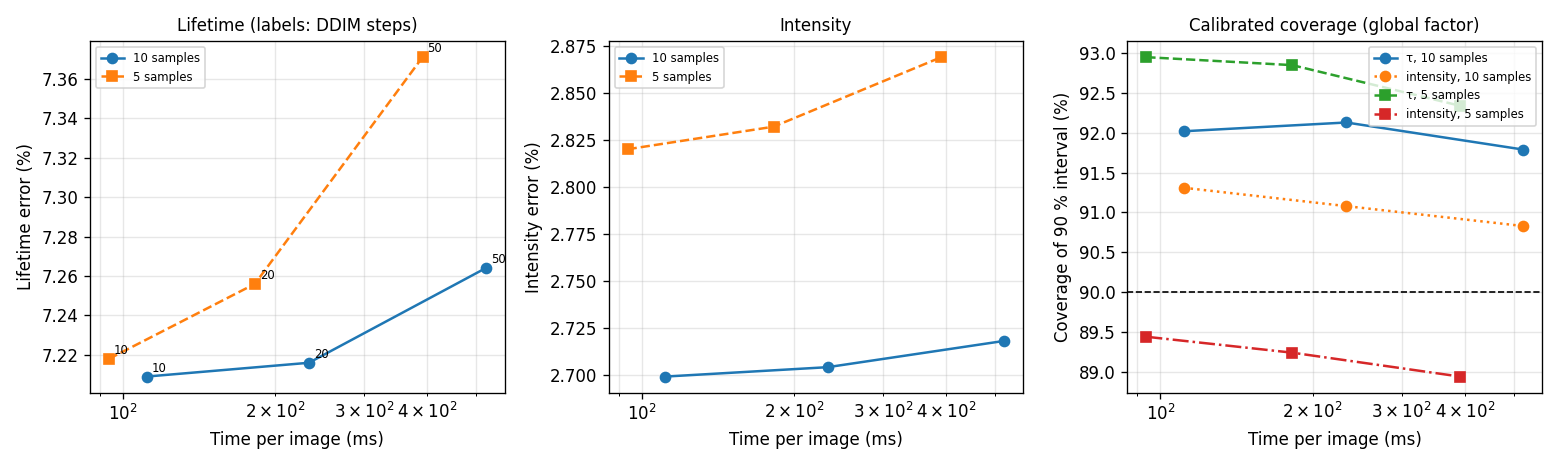 Lifetime (labels: DDIM steps)
10 samples
5 samples
50
20
10
10
20
50
7.36
7.34
7.32
7.30
7.28
7.26
7.24
7.22
Lifetime error (%)
10²
2 × 10²
3 × 10²
4 × 10²
Time per image (ms)
Intensity
10 samples
5 samples
2.875
2.850
2.825
2.800
2.775
2.750
2.725
2.700
Intensity error (%)
10²
2 × 10²
3 × 10²
4 × 10²
Time per image (ms)
Calibrated coverage (global factor)
τ, 10 samples
intensity, 10 samples
τ, 5 samples
intensity, 5 samples
93.0
92.5
92.0
91.5
91.0
90.5
90.0
89.5
89.0
Coverage of 90 % interval (%)
10²
2 × 10²
3 × 10²
4 × 10²
Time per image (ms)